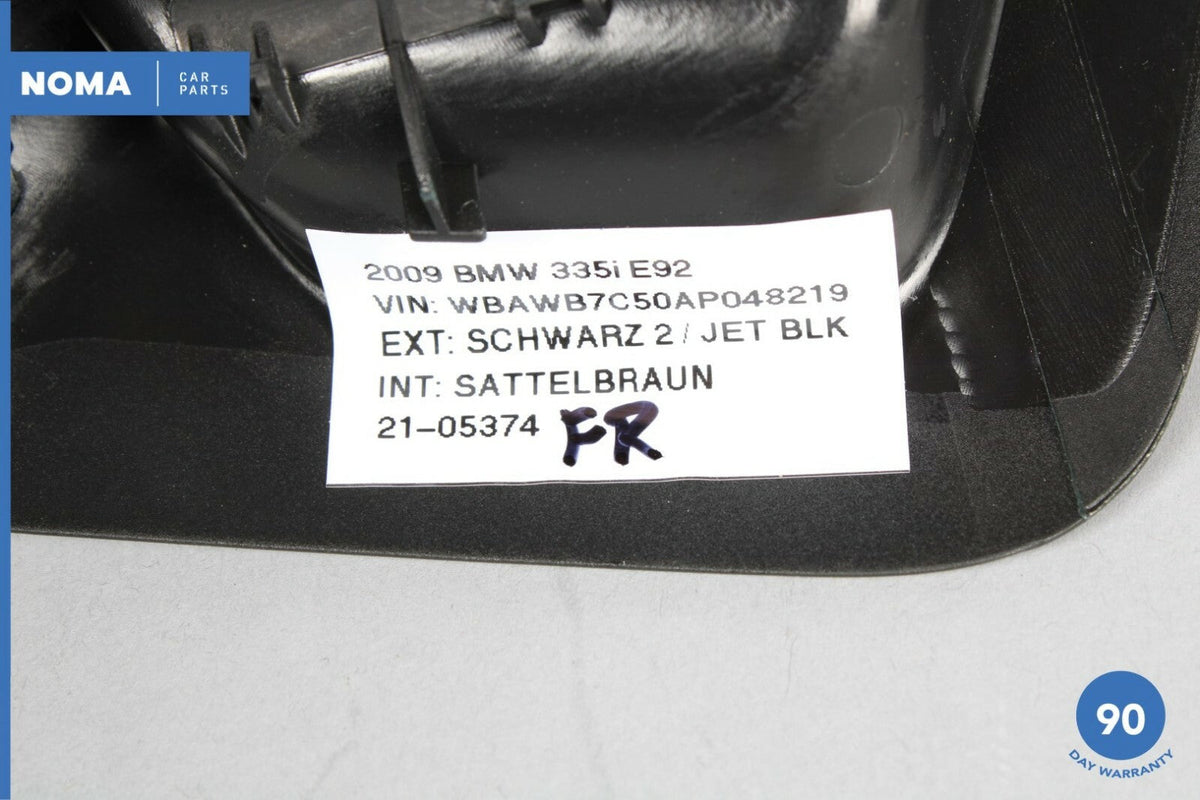 NOMA
CAR
PARTS
2009 BMW 335i E92
VIN: WBAWB7C50AP048219
EXT: SCHWARZ 2 / JET BLK
INT: SATTELBRAUN
21-05374 FR
90
DAY WARRANTY